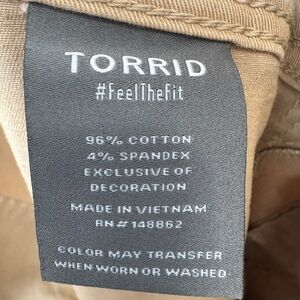 TORRID
#FeelTheFit
96% COTTON
4% SPANDEX
EXCLUSIVE OF
DECORATION
MADE IN VIETNAM
RN# 148862
COLOR MAY TRANSFER
WHEN WORN OR WASHED